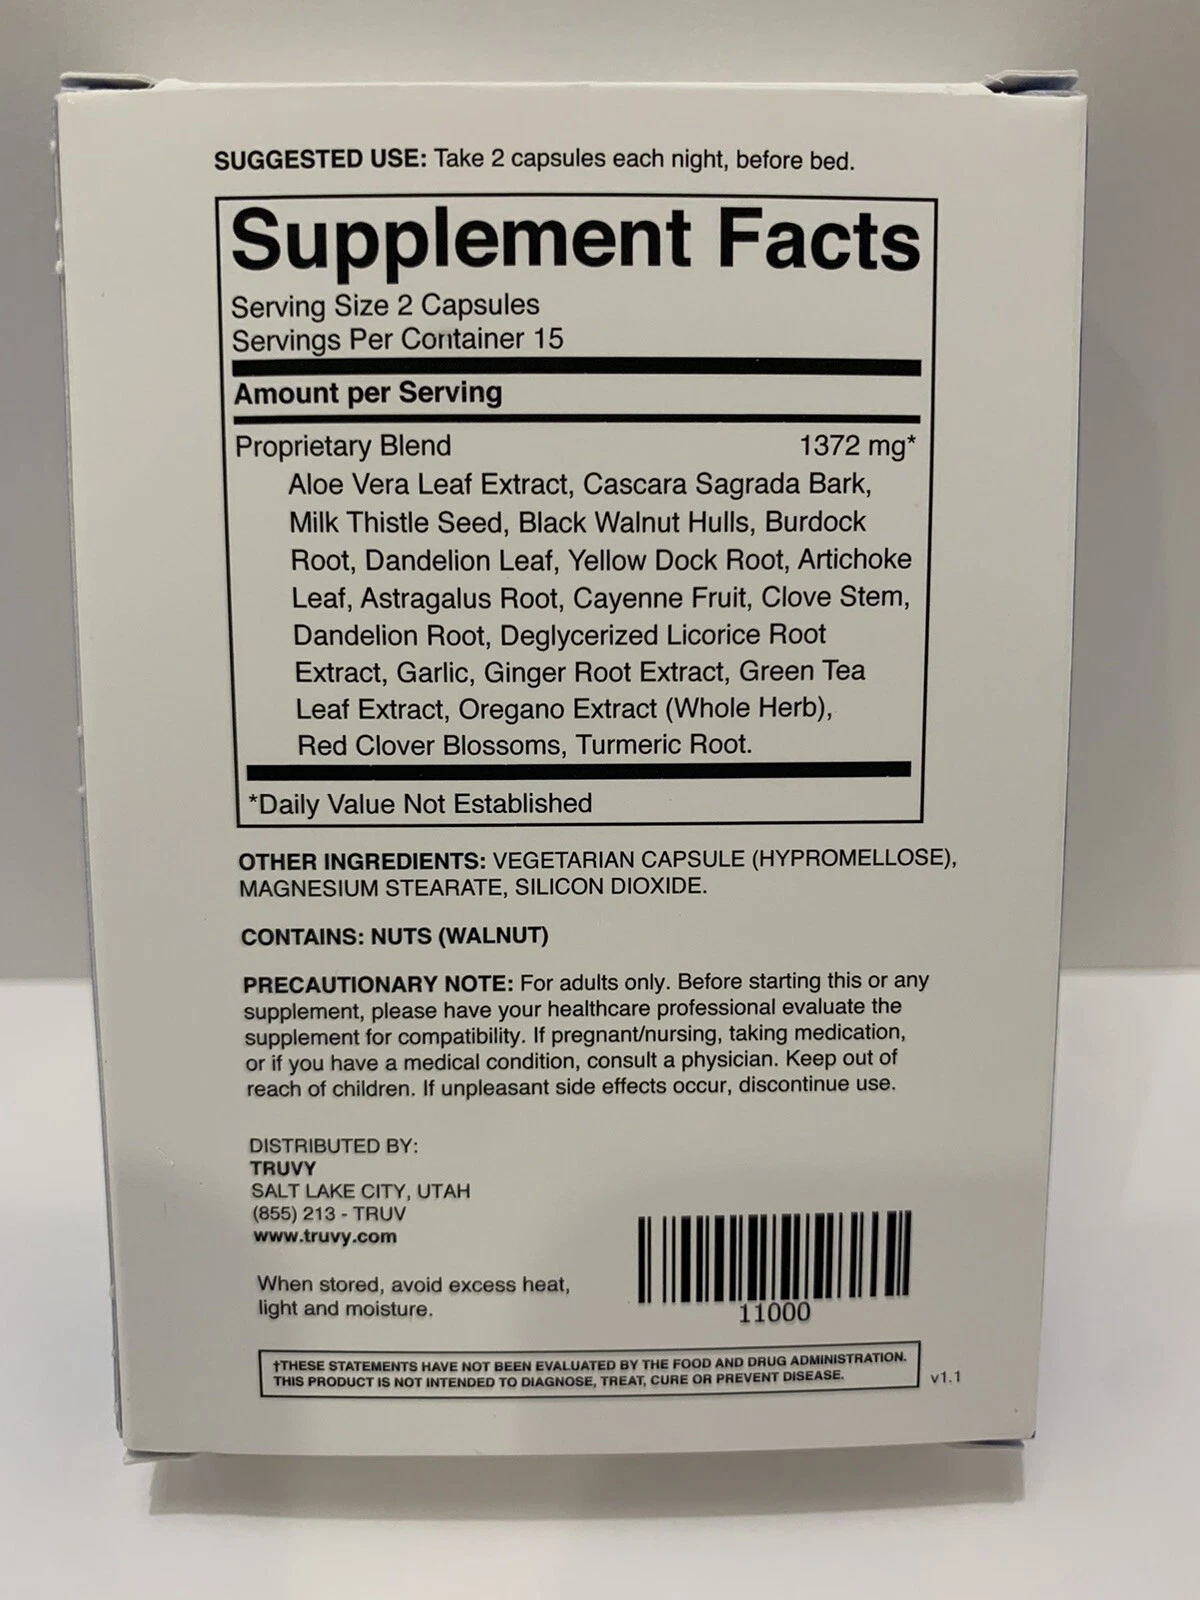 SUGGESTED USE: Take 2 capsules each night, before bed.
Supplement Facts
Serving Size 2 Capsules
Servings Per Container 15
Amount per Serving
Proprietary Blend 1372 mg*
Aloe Vera Leaf Extract, Cascara Sagrada Bark,
Milk Thistle Seed, Black Walnut Hulls, Burdock
Root, Dandelion Leaf, Yellow Dock Root, Artichoke
Leaf, Astragalus Root, Cayenne Fruit, Clove Stem,
Dandelion Root, Deglycerized Licorice Root
Extract, Garlic, Ginger Root Extract, Green Tea
Leaf Extract, Oregano Extract (Whole Herb),
Red Clover Blossoms, Turmeric Root.
*Daily Value Not Established
OTHER INGREDIENTS: VEGETARIAN CAPSULE (HYPROMELLOSE),
MAGNESIUM STEARATE, SILICON DIOXIDE.
CONTAINS: NUTS (WALNUT)
PRECAUTIONARY NOTE: For adults only. Before starting this or any
supplement, please have your healthcare professional evaluate the
supplement for compatibility. If pregnant/nursing, taking medication,
or if you have a medical condition, consult a physician. Keep out of
reach of children. If unpleasant side effects occur, discontinue use.
DISTRIBUTED BY:
TRUVY
SALT LAKE CITY, UTAH
(855) 213 - TRUV
www.truvy.com
When stored, avoid excess heat,
light and moisture.
11000
†THESE STATEMENTS HAVE NOT BEEN EVALUATED BY THE FOOD AND DRUG ADMINISTRATION.
THIS PRODUCT IS NOT INTENDED TO DIAGNOSE, TREAT, CURE OR PREVENT DISEASE.
v1.1